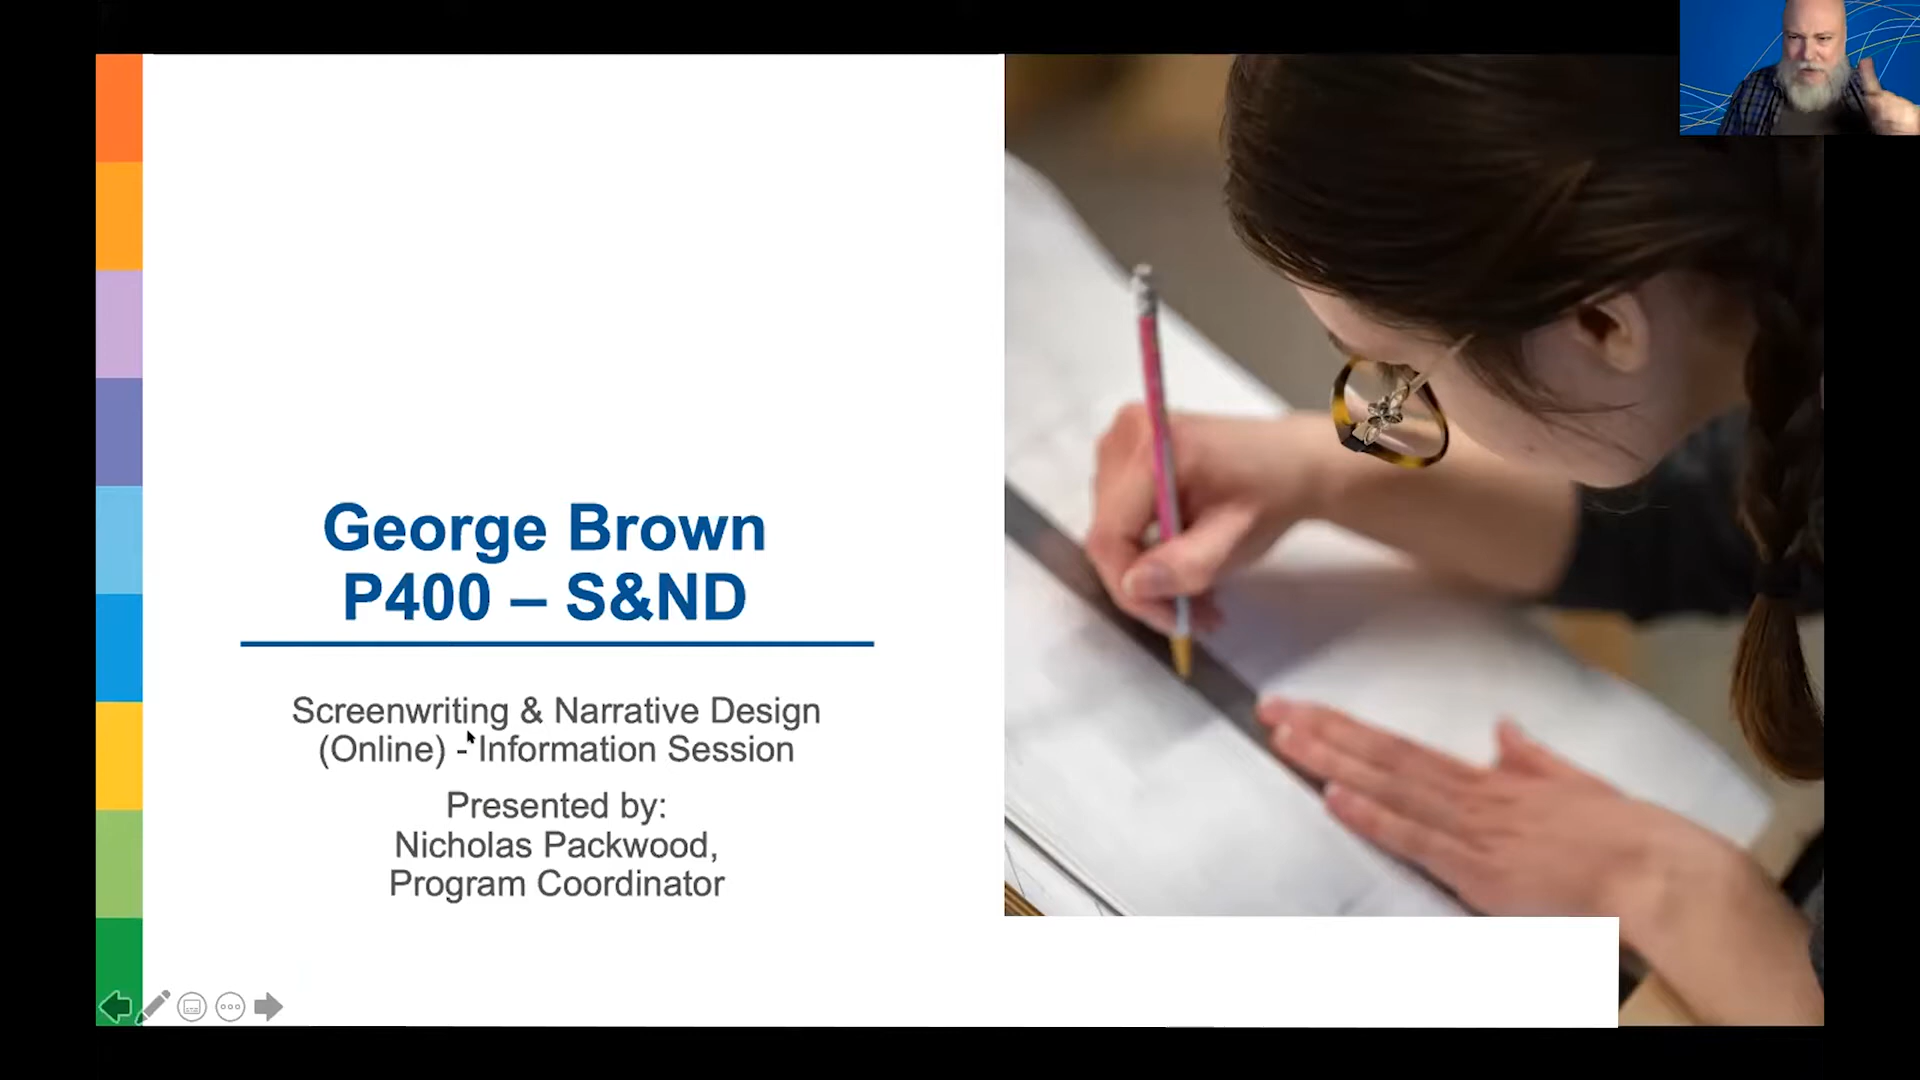 George Brown
P400 – S&ND
Screenwriting & Narrative Design
(Online) - Information Session
Presented by:
Nicholas Packwood,
Program Coordinator